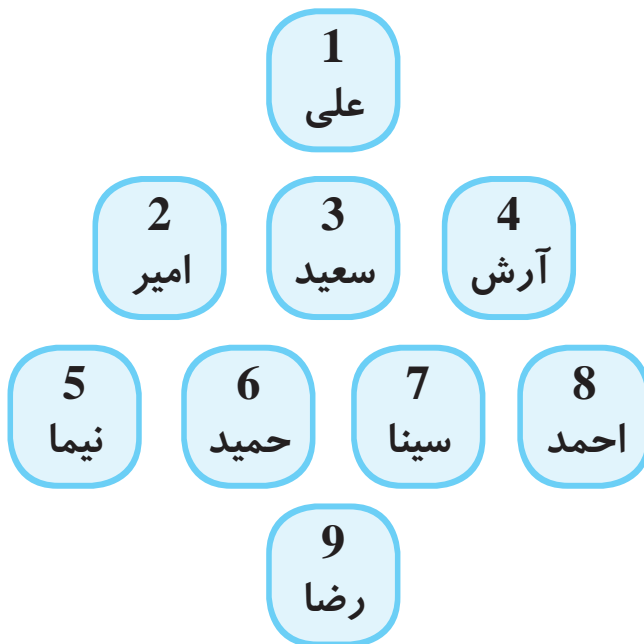 1
علی
2 3 4
امیر سعید آرش
5 6 7 8
نیما حمید سینا احمد
9
رضا